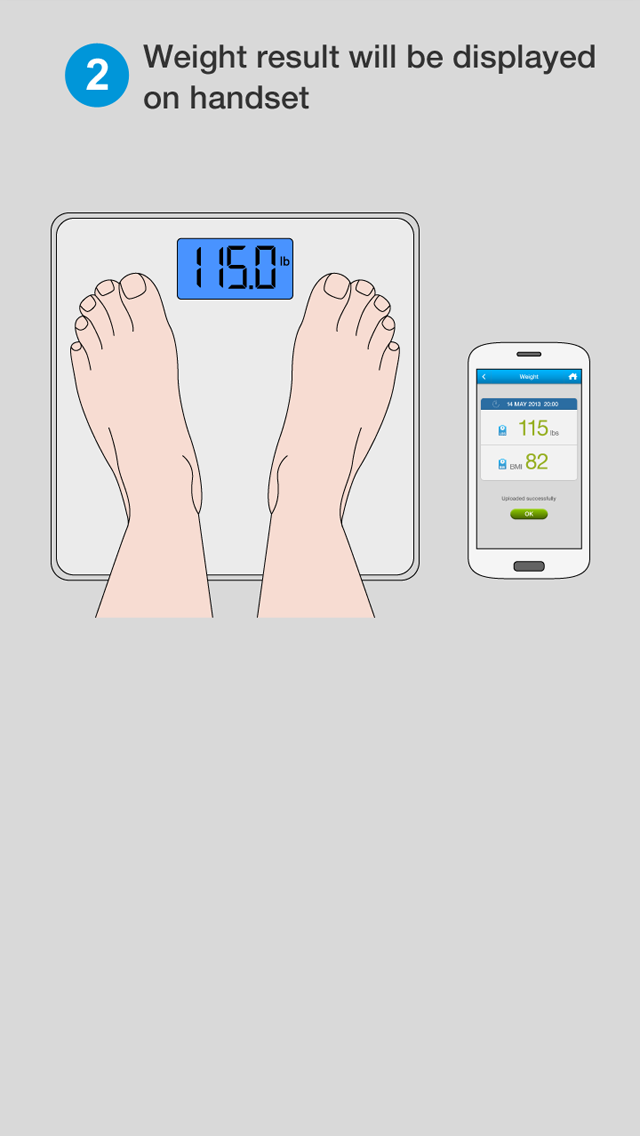 2
Weight result will be displayed
on handset
115.0 lb
Weight
14 MAY 2013 20:00
115 lbs
BMI 82
Uploaded successfully
OK